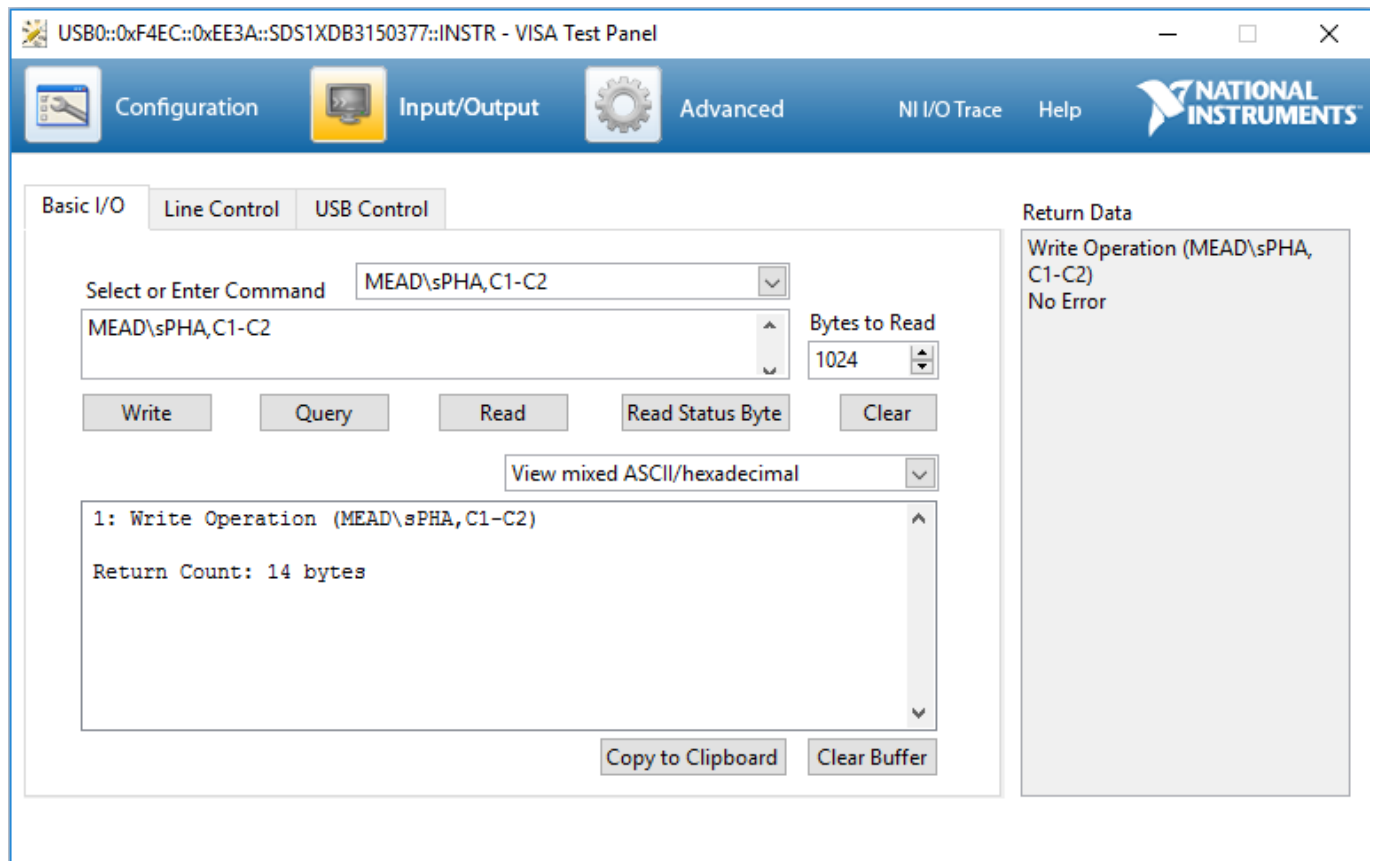 USB0::0xF4EC::0xEE3A::SDS1XDB3150377::INSTR - VISA Test Panel
Configuration Input/Output Advanced NI I/O Trace Help NATIONAL INSTRUMENTS
Basic I/O Line Control USB Control
Select or Enter Command MEAD\sPHA,C1-C2
MEAD\sPHA,C1-C2
Bytes to Read
1024
Write Query Read Read Status Byte Clear
View mixed ASCII/hexadecimal
1: Write Operation (MEAD\sPHA,C1-C2)
Return Count: 14 bytes
Copy to Clipboard Clear Buffer
Return Data
Write Operation (MEAD\sPHA,
C1-C2)
No Error